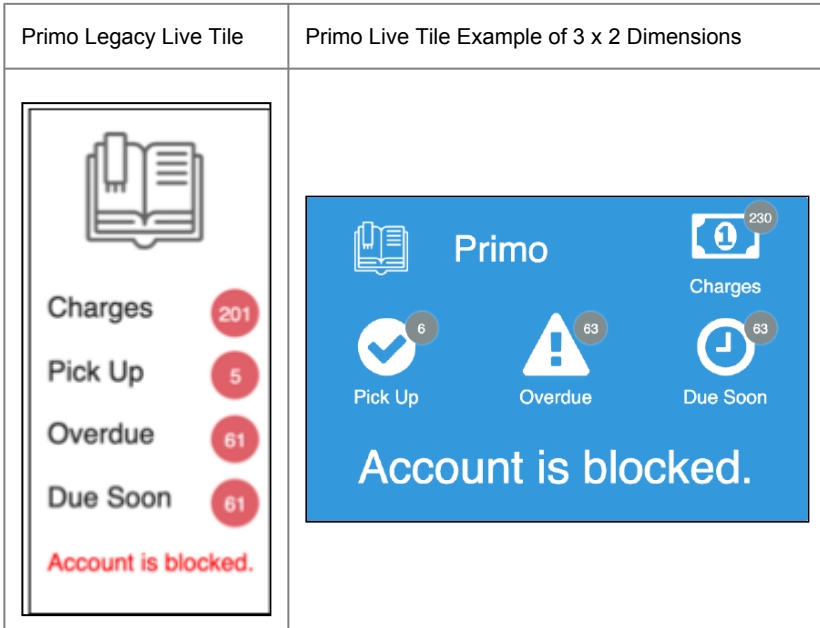 Primo Legacy Live Tile
Primo Live Tile Example of 3 x 2 Dimensions
Charges 201
Pick Up 5
Overdue 61
Due Soon 61
Account is blocked.
Primo
1 230
Charges
6 63 63
Pick Up Overdue Due Soon
Account is blocked.